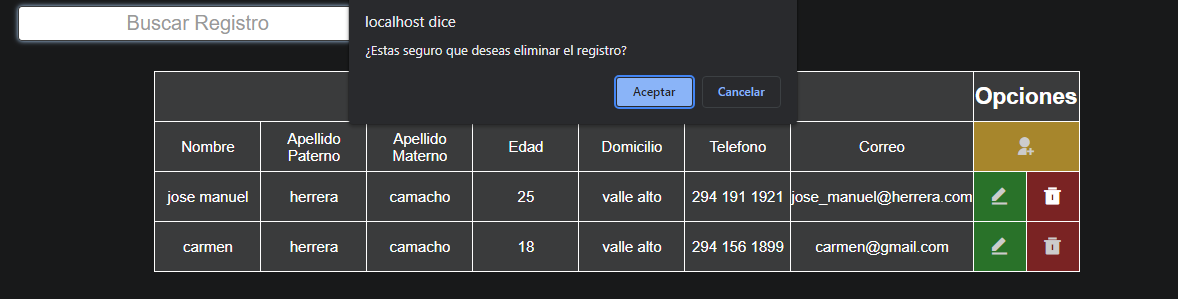 Buscar Registro
localhost dice
¿Estas seguro que deseas eliminar el registro?
Aceptar Cancelar
Opciones
Nombre Apellido Paterno Apellido Materno Edad Domicilio Telefono Correo
jose manuel herrera camacho 25 valle alto 294 191 1921 jose_manuel@herrera.com
carmen herrera camacho 18 valle alto 294 156 1899 carmen@gmail.com